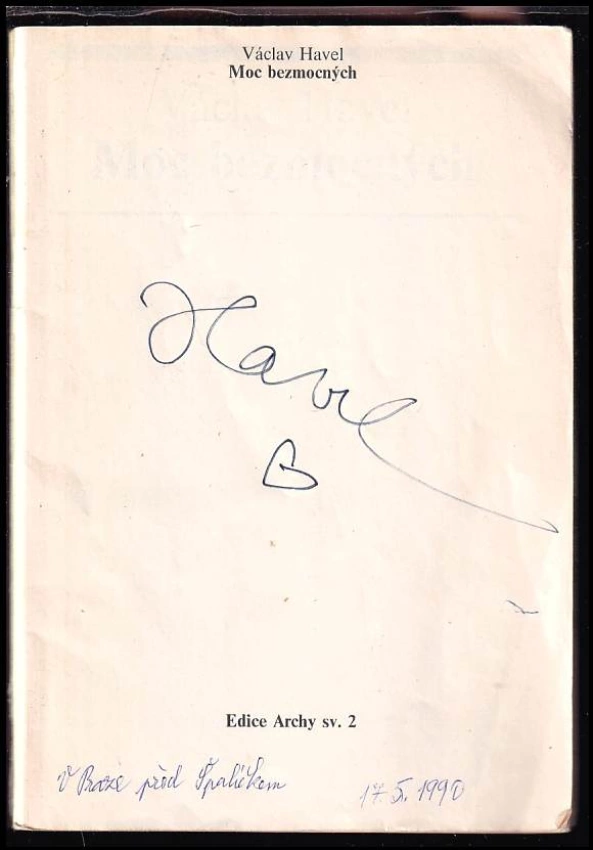 Václav Havel
Moc bezmocných
Havel
Edice Archy sv. 2
V Praze před Špalíčkem 17. 5. 1990